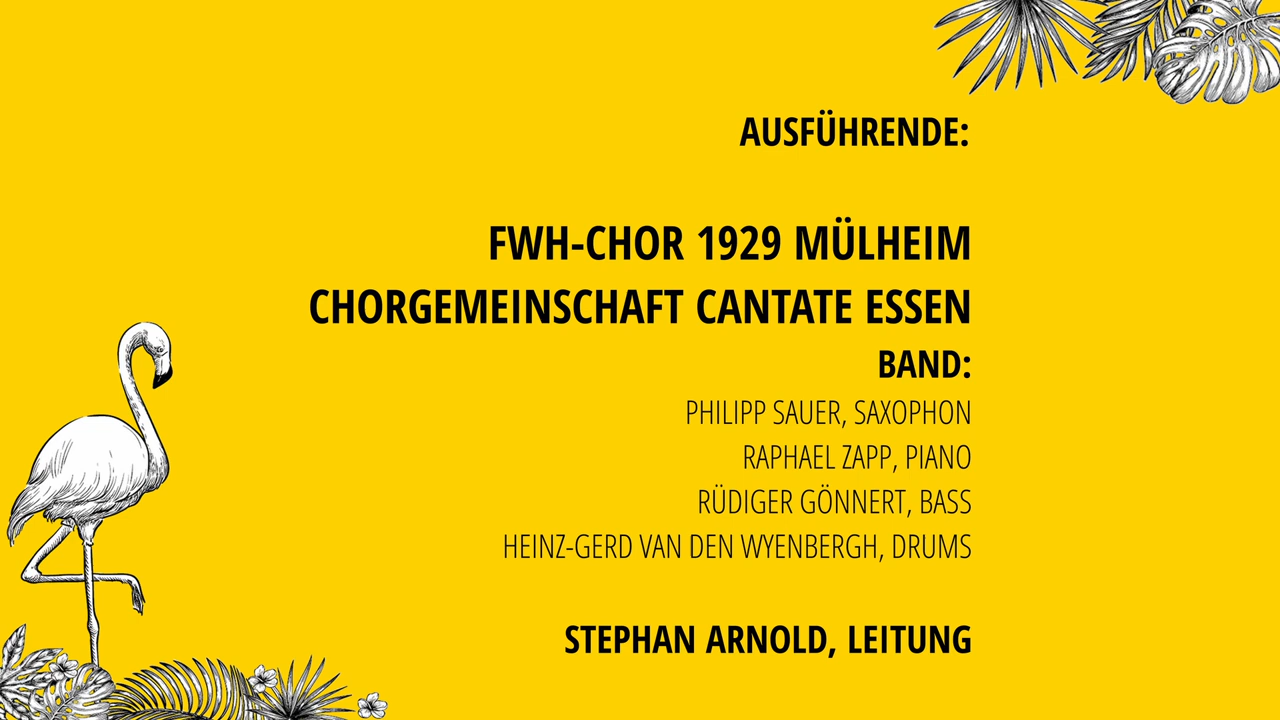 AUSFÜHRENDE:
FWH-CHOR 1929 MÜLHEIM
CHORGEMEINSCHAFT CANTATE ESSEN
BAND:
PHILIPP SAUER, SAXOPHON
RAPHAEL ZAPP, PIANO
RÜDIGER GÖNNERT, BASS
HEINZ-GERD VAN DEN WYENBERGH, DRUMS
STEPHAN ARNOLD, LEITUNG